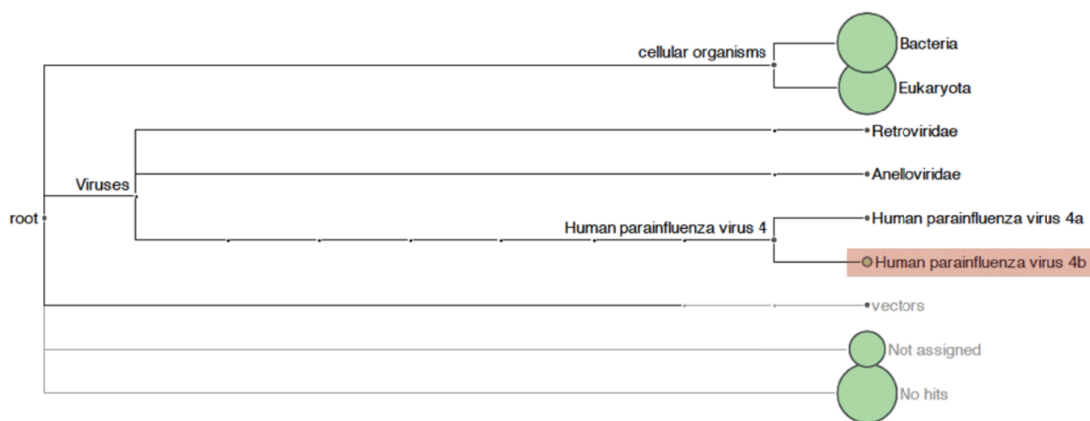 cellular organisms
Bacteria
Eukaryota
Retroviridae
Viruses
Anelloviridae
root
Human parainfluenza virus 4
Human parainfluenza virus 4a
Human parainfluenza virus 4b
vectors
Not assigned
No hits